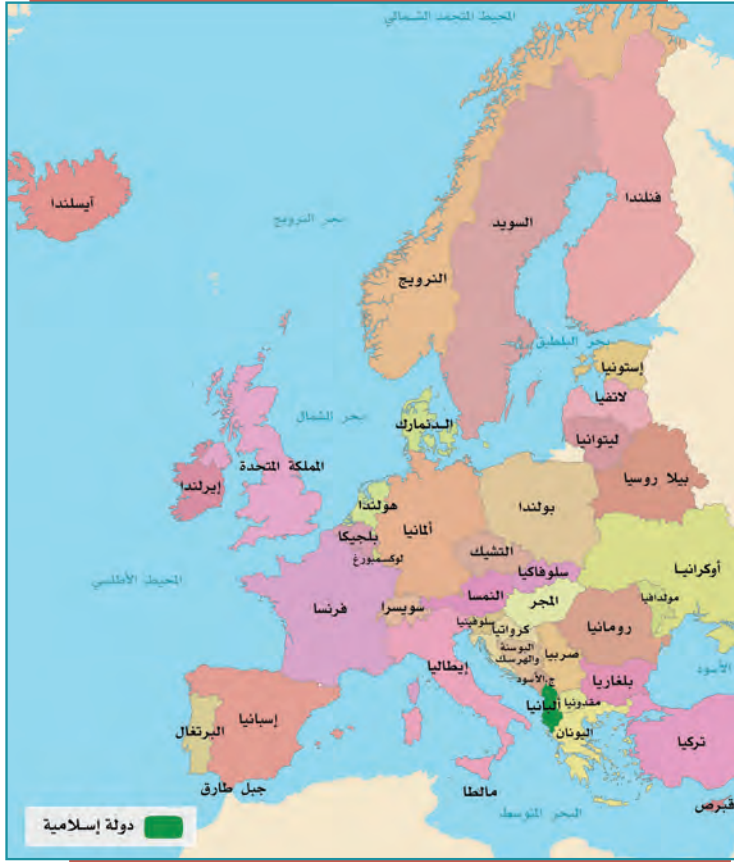 المحيط المتجمد الشمالي
آيسلندا
فنلندا
بحر النرويج
السويد
النرويج
بحر البلطيق
إستونيا
لاتفيا
بحر الشمال
الدنمارك
ليتوانيا
المملكة المتحدة
إيرلندا
بيلا روسيا
هولندا
بولندا
ألمانيا
بلجيكا
لوكسمبورغ
التشيك
أوكرانيا
سلوفاكيا
المحيط الأطلسي
النمسا
المجر
مولدافيا
فرنسا
سويسرا
سلوفينيا
كرواتيا
رومانيا
البوسنة
والهرسك
صربيا
إيطاليا
ج.الأسود
بلغاريا
الأسود
ألبانيا
مقدونيا
إسبانيا
البرتغال
اليونان
تركيا
جبل طارق
مالطا
قبرص
البحر المتوسط
دولة إسلامية